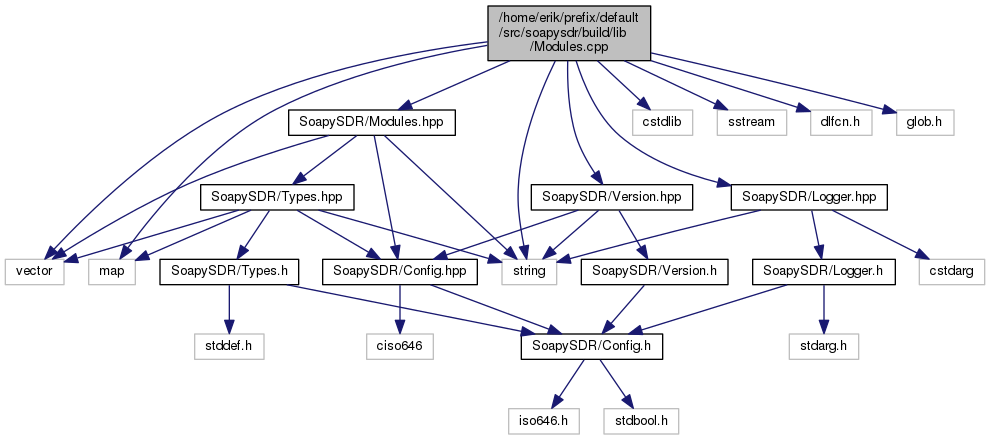 /home/erik/prefix/default
/src/soapysdr/build/lib
/Modules.cpp
SoapySDR/Modules.hpp
cstdlib
sstream
dlfcn.h
glob.h
SoapySDR/Types.hpp
SoapySDR/Version.hpp
SoapySDR/Logger.hpp
vector
map
SoapySDR/Types.h
SoapySDR/Config.hpp
string
SoapySDR/Version.h
SoapySDR/Logger.h
cstdarg
stddef.h
ciso646
SoapySDR/Config.h
stdarg.h
iso646.h
stdbool.h